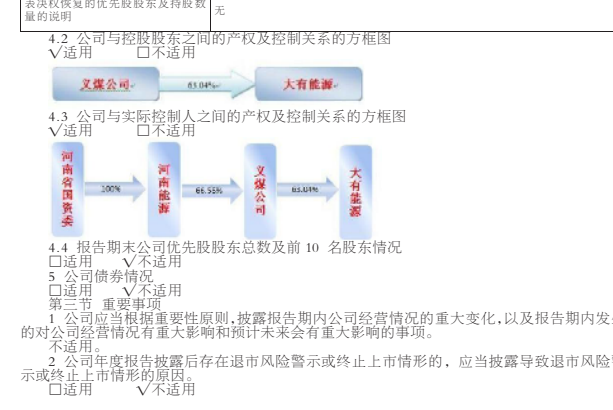 表决权恢复的优先股股东及持股数
量的说明
无
4.2 公司与控股股东之间的产权及控制关系的方框图
√适用 □不适用
义煤公司 63.04% 大有能源
4.3 公司与实际控制人之间的产权及控制关系的方框图
√适用 □不适用
河南省国资委 100% 河南能源 66.55% 义煤公司 63.04% 大有能源
4.4 报告期末公司优先股股东总数及前 10 名股东情况
□适用 √不适用
5 公司债券情况
□适用 √不适用
第三节 重要事项
1 公司应当根据重要性原则，披露报告期内公司经营情况的重大变化，以及报告期内发
的对公司经营情况有重大影响和预计未来会有重大影响的事项。
不适用。
2 公司年度报告披露后存在退市风险警示或终止上市情形的，应当披露导致退市风险
示或终止上市情形的原因。
□适用 √不适用